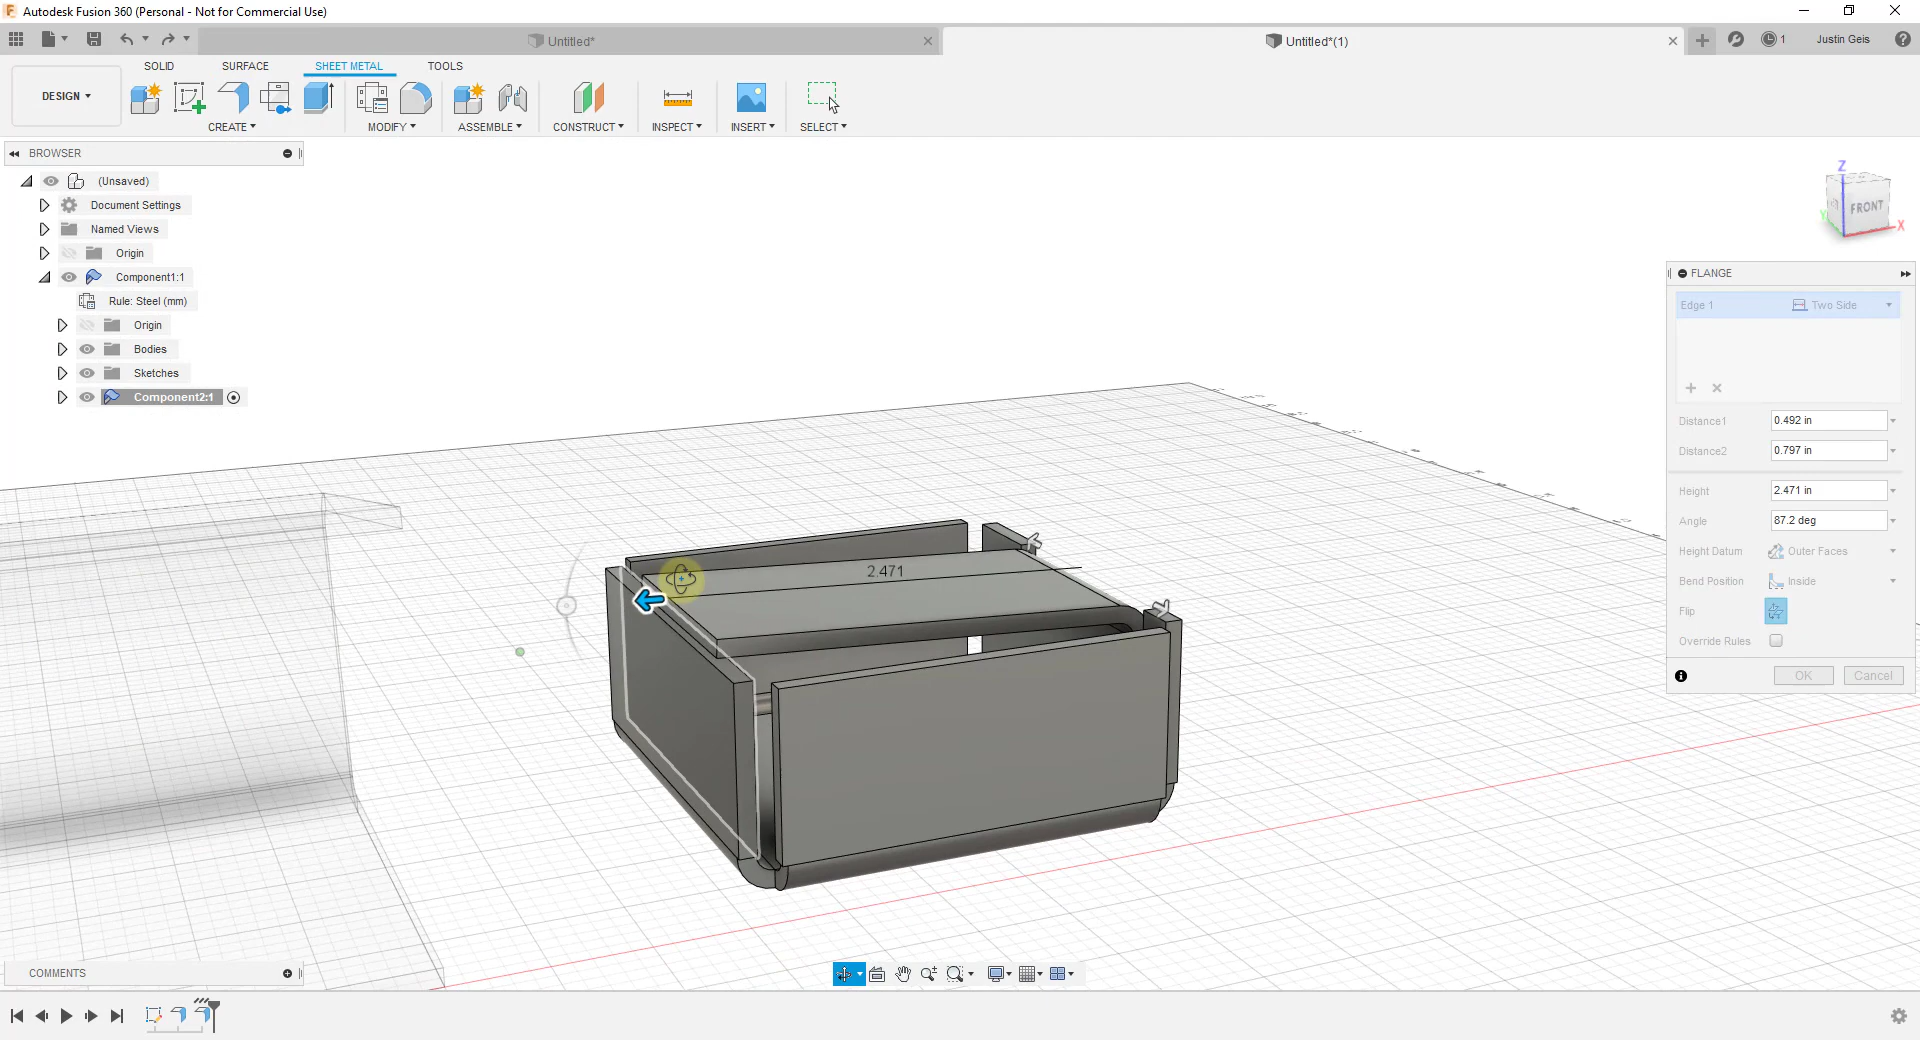 Autodesk Fusion 360 (Personal - Not for Commercial Use)
Untitled*
Untitled*(1)
1
Justin Geis
SOLID
SURFACE
SHEET METAL
TOOLS
DESIGN
CREATE
MODIFY
ASSEMBLE
CONSTRUCT
INSPECT
INSERT
SELECT
BROWSER
(Unsaved)
Document Settings
Named Views
Origin
Component1:1
Rule: Steel (mm)
Origin
Bodies
Sketches
Component2:1
Z
FRONT
X
Y
FLANGE
Edge 1
Two Side
Distance1
0.492 in
Distance2
0.797 in
Height
2.471 in
Angle
87.2 deg
Height Datum
Outer Faces
Bend Position
Inside
Flip
Override Rules
OK
Cancel
2.471
COMMENTS